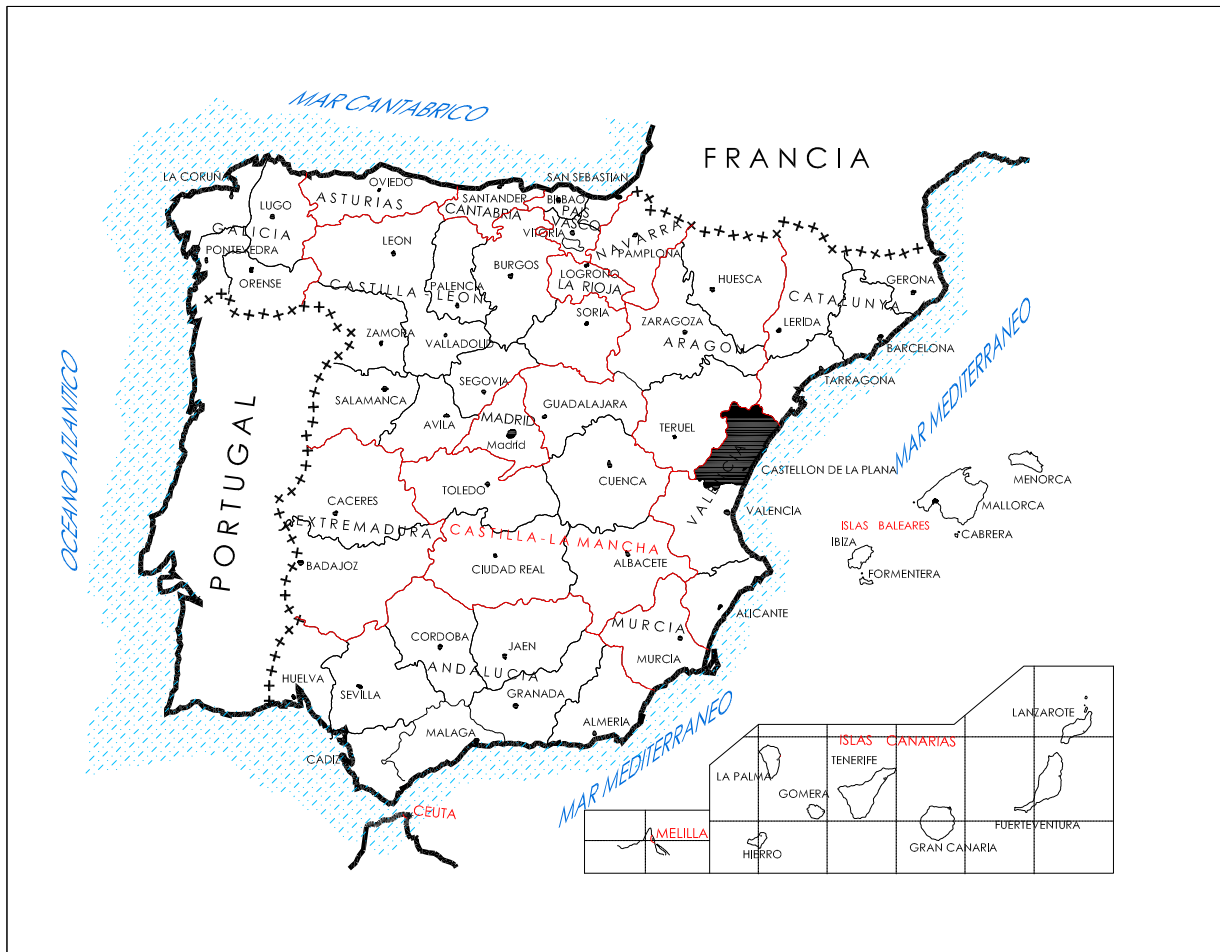 MAR CANTABRICO
FRANCIA
LA CORUÑA
OVIEDO
SAN SEBASTIAN
ASTURIAS
SANTANDER
BILBAO
CANTABRIA
PAIS
VASCO
LUGO
GALICIA
VITORIA
NAVARRA
PAMPLONA
PONTEVEDRA
LEON
ORENSE
BURGOS
LOGROÑO
LA RIOJA
HUESCA
GERONA
CASTILLA LEON
PALENCIA
CATALUNYA
SORIA
ZARAGOZA
LERIDA
ARAGON
ZAMORA
VALLADOLID
BARCELONA
MAR MEDITERRANEO
OCEANO ATLANTICO
PORTUGAL
SALAMANCA
SEGOVIA
TARRAGONA
AVILA
MADRID
Madrid
GUADALAJARA
TERUEL
CASTELLON DE LA PLANA
CUENCA
TOLEDO
CACERES
VALENCIA
VALENCIA
EXTREMADURA
CASTILLA-LA MANCHA
BADAJOZ
CIUDAD REAL
ALBACETE
MENORCA
MALLORCA
ISLAS BALEARES
CABRERA
IBIZA
FORMENTERA
ALICANTE
CORDOBA
JAEN
MURCIA
MURCÍA
ANDALUCIA
HUELVA
SEVILLA
GRANADA
ALMERÍA
MALAGA
CADIZ
MAR MEDITERRANEO
CEUTA
MELILLA
ISLAS CANARIAS
LANZAROTE
LA PALMA
TENERIFE
GOMERA
HIERRO
GRAN CANARIA
FUERTEVENTURA